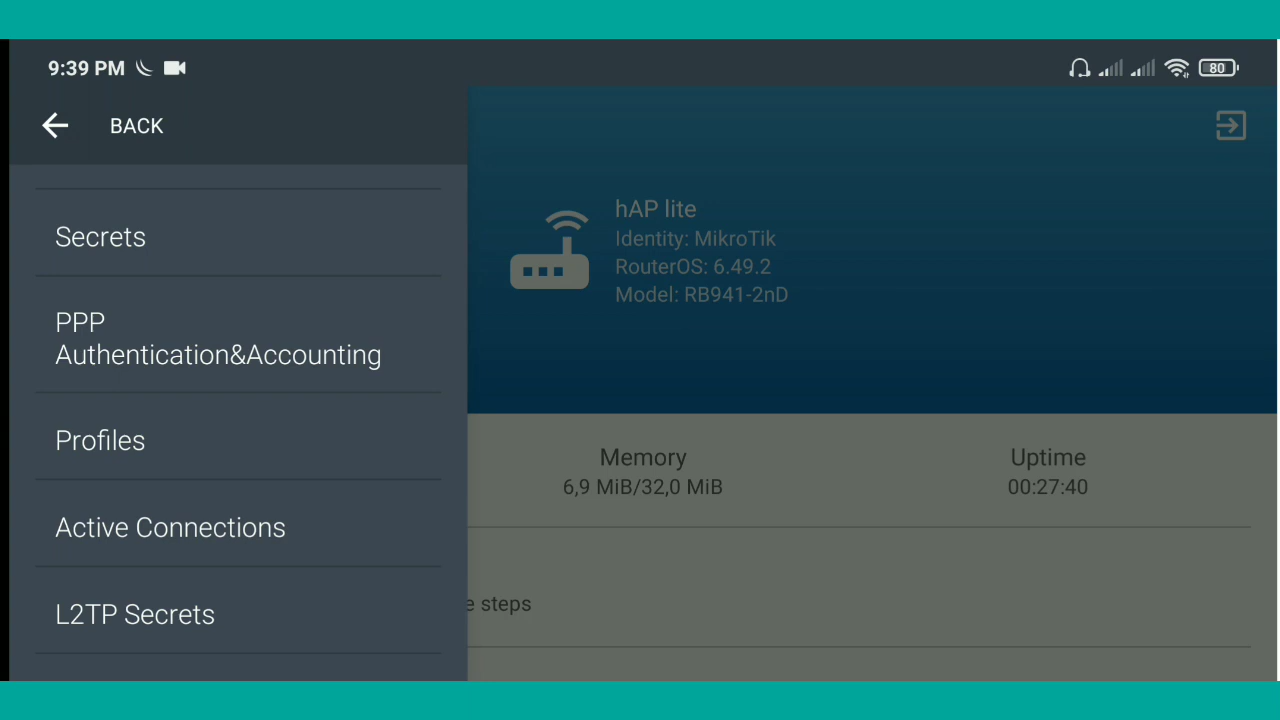 9:39 PM
80
BACK
Secrets
PPP
Authentication&Accounting
Profiles
Active Connections
L2TP Secrets
hAP lite
Identity: MikroTik
RouterOS: 6.49.2
Model: RB941-2nD
Memory
6,9 MiB/32,0 MiB
Uptime
00:27:40
steps